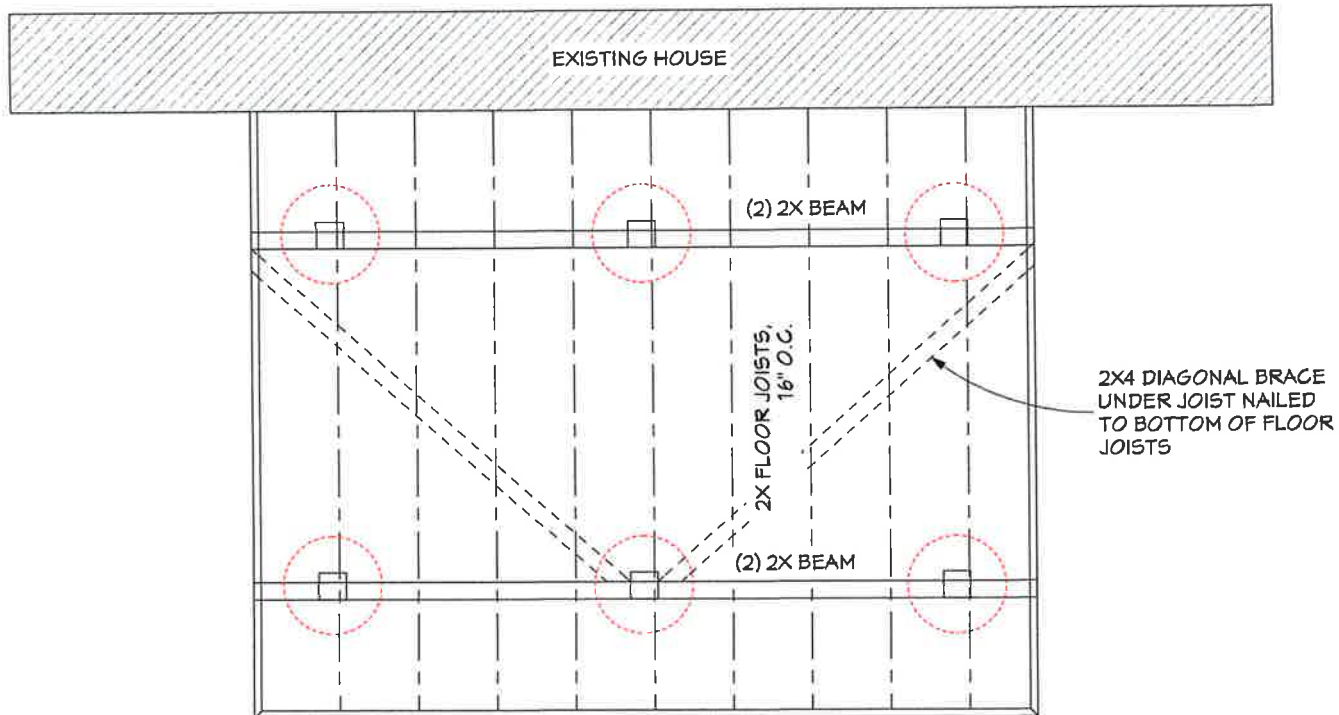 EXISTING HOUSE
(2) 2X BEAM
2X FLOOR JOISTS,
16" O.C.
2X4 DIAGONAL BRACE
UNDER JOIST NAILED
TO BOTTOM OF FLOOR
JOISTS
(2) 2X BEAM